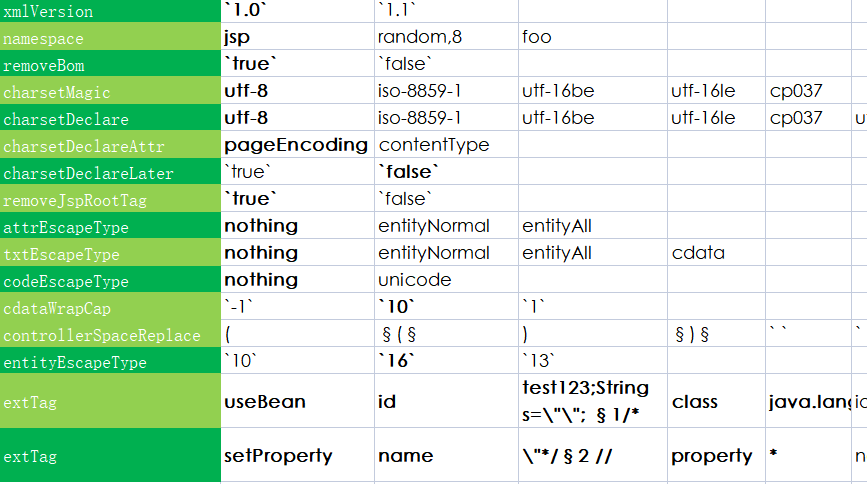 xmlVersion `1.0` `1.1`
namespace jsp random,8 foo
removeBom `true` `false`
charsetMagic utf-8 iso-8859-1 utf-16be utf-16le cp037
charsetDeclare utf-8 iso-8859-1 utf-16be utf-16le cp037 u
charsetDeclareAttr pageEncoding contentType
charsetDeclareLater `true` `false`
removeJspRootTag `true` `false`
attrEscapeType nothing entityNormal entityAll
txtEscapeType nothing entityNormal entityAll cdata
codeEscapeType nothing unicode
cdataWrapCap `-1` `10` `1`
controllerSpaceReplace ( §(§ ) §)§ ` ` `
entityEscapeType `10` `16` `13`
extTag useBean id test123;String s=\"\"; §1/* class java.lang
extTag setProperty name \"*/§2 // property * n